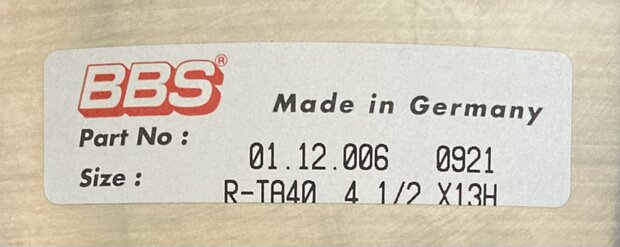 BBS®
Made in Germany
Part No : 01.12.006 0921
Size : R-TA40 4 1/2 X13H